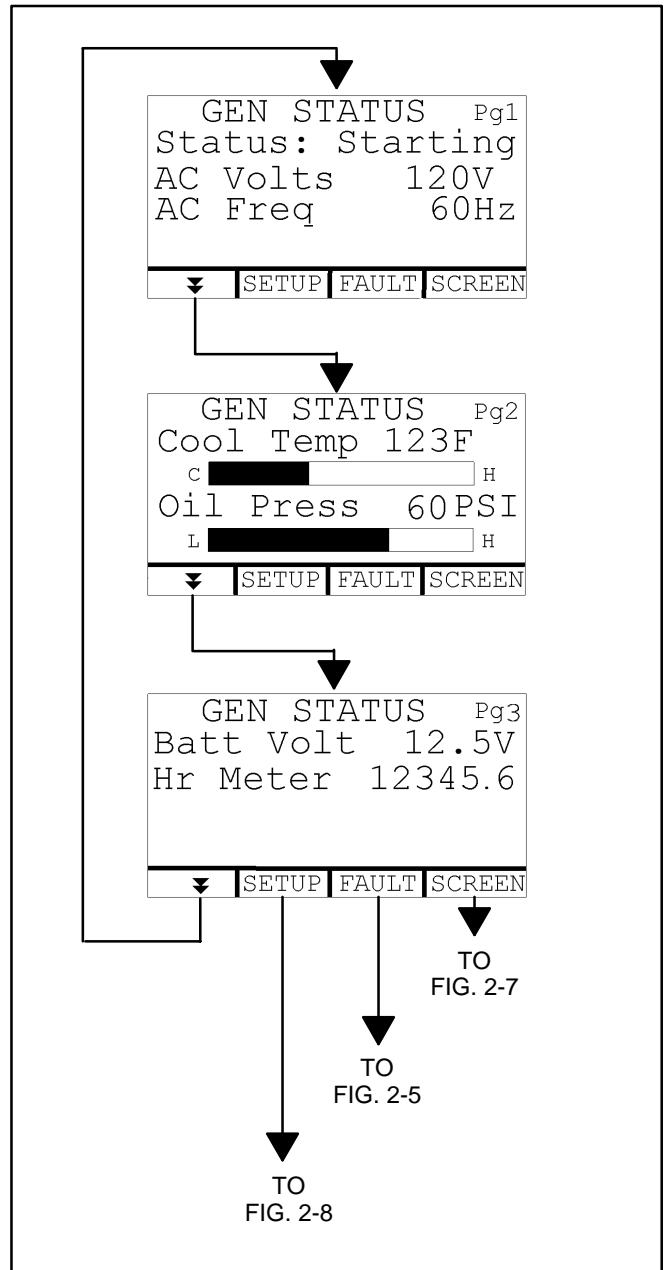 GEN STATUS Pg1
Status: Starting
AC Volts 120V
AC Freq 60Hz
SETUP FAULT SCREEN
GEN STATUS Pg2
Cool Temp 123F
C H
Oil Press 60PSI
L H
SETUP FAULT SCREEN
GEN STATUS Pg3
Batt Volt 12.5V
Hr Meter 12345.6
SETUP FAULT SCREEN
TO
FIG. 2-7
TO
FIG. 2-5
TO
FIG. 2-8